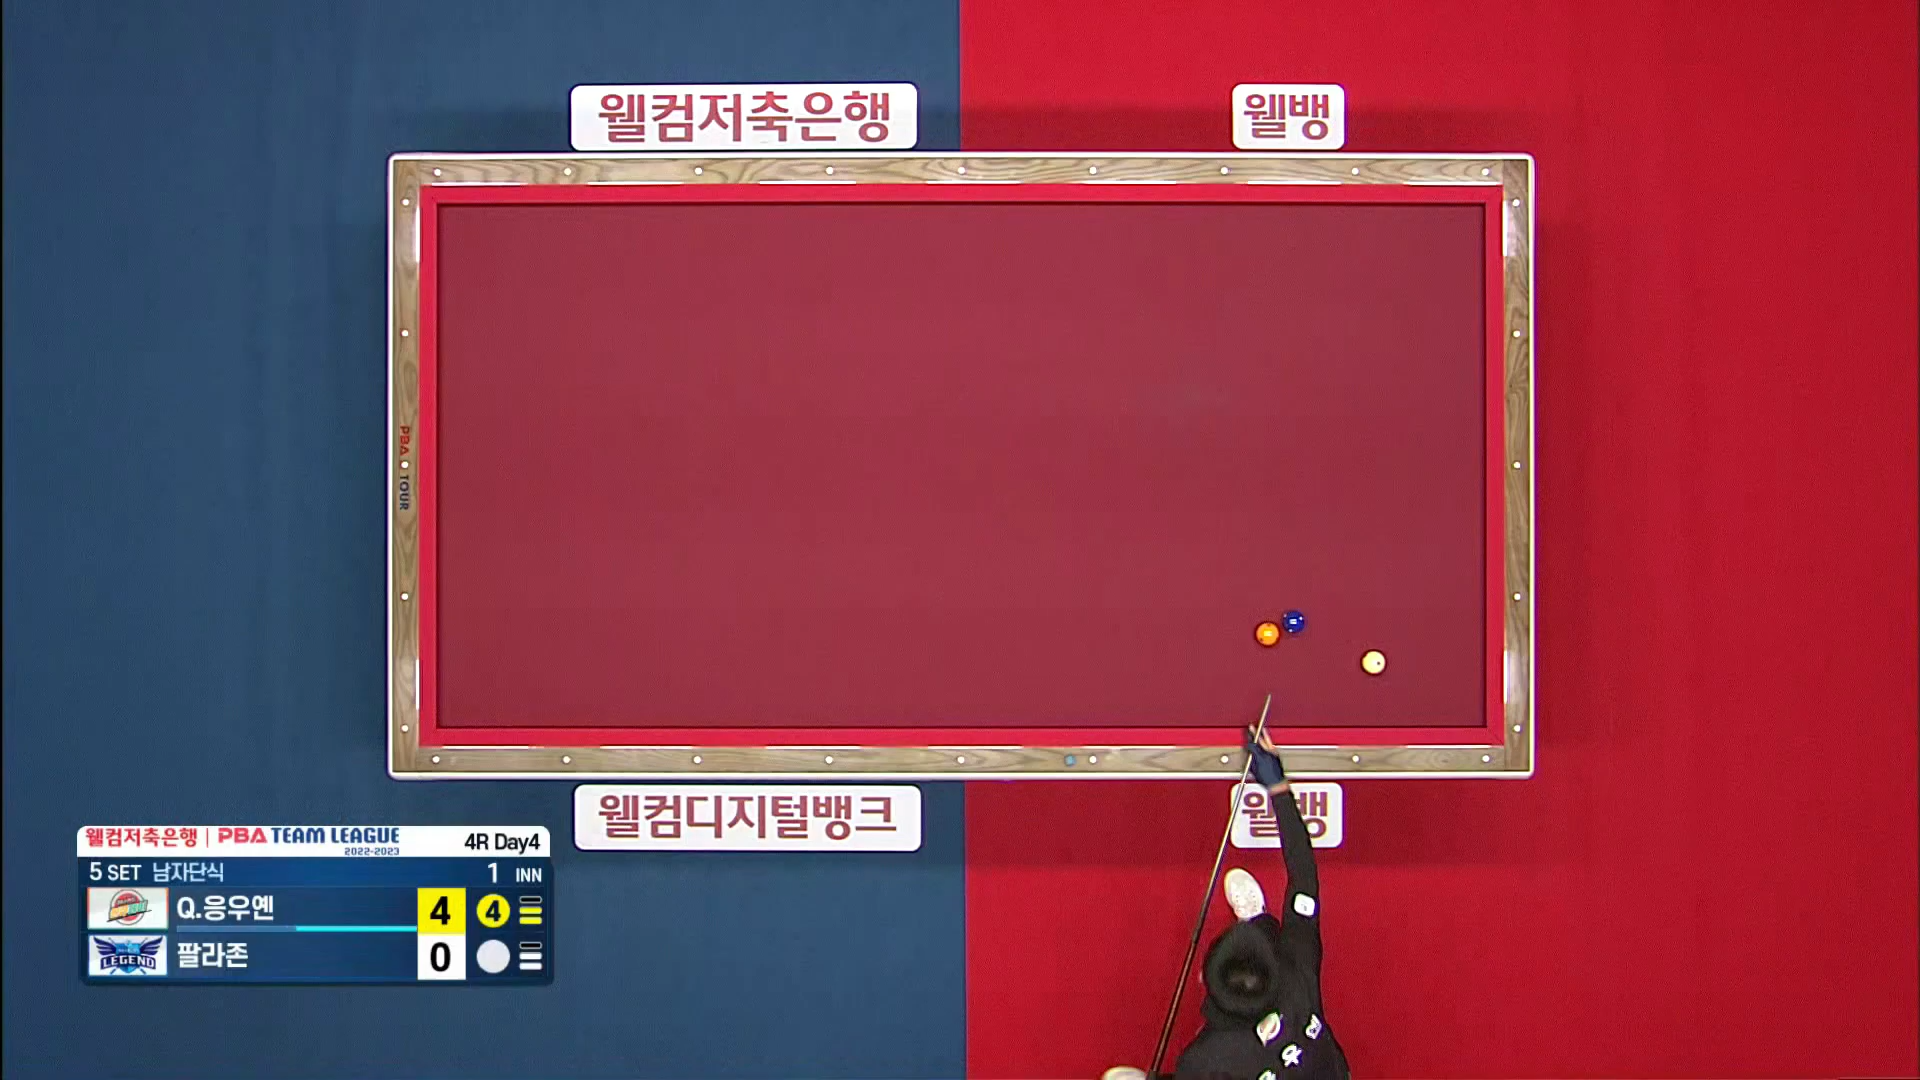 웰컴저축은행
웰뱅
PBA TOUR
웰컴디지털뱅크
웰뱅
웰컴저축은행 | PBA TEAM LEAGUE
2022-2023
4R Day4
5 SET 남자단식 1 INN
Q.응우옌 4 4
LEGEND 팔라존 0